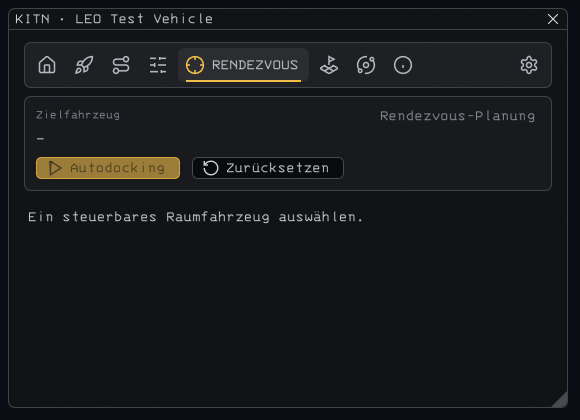 KITN · LEO Test Vehicle
RENDEZVOUS
Zielfahrzeug
Rendezvous-Planung
–
Autodocking
Zurücksetzen
Ein steuerbares Raumfahrzeug auswählen.